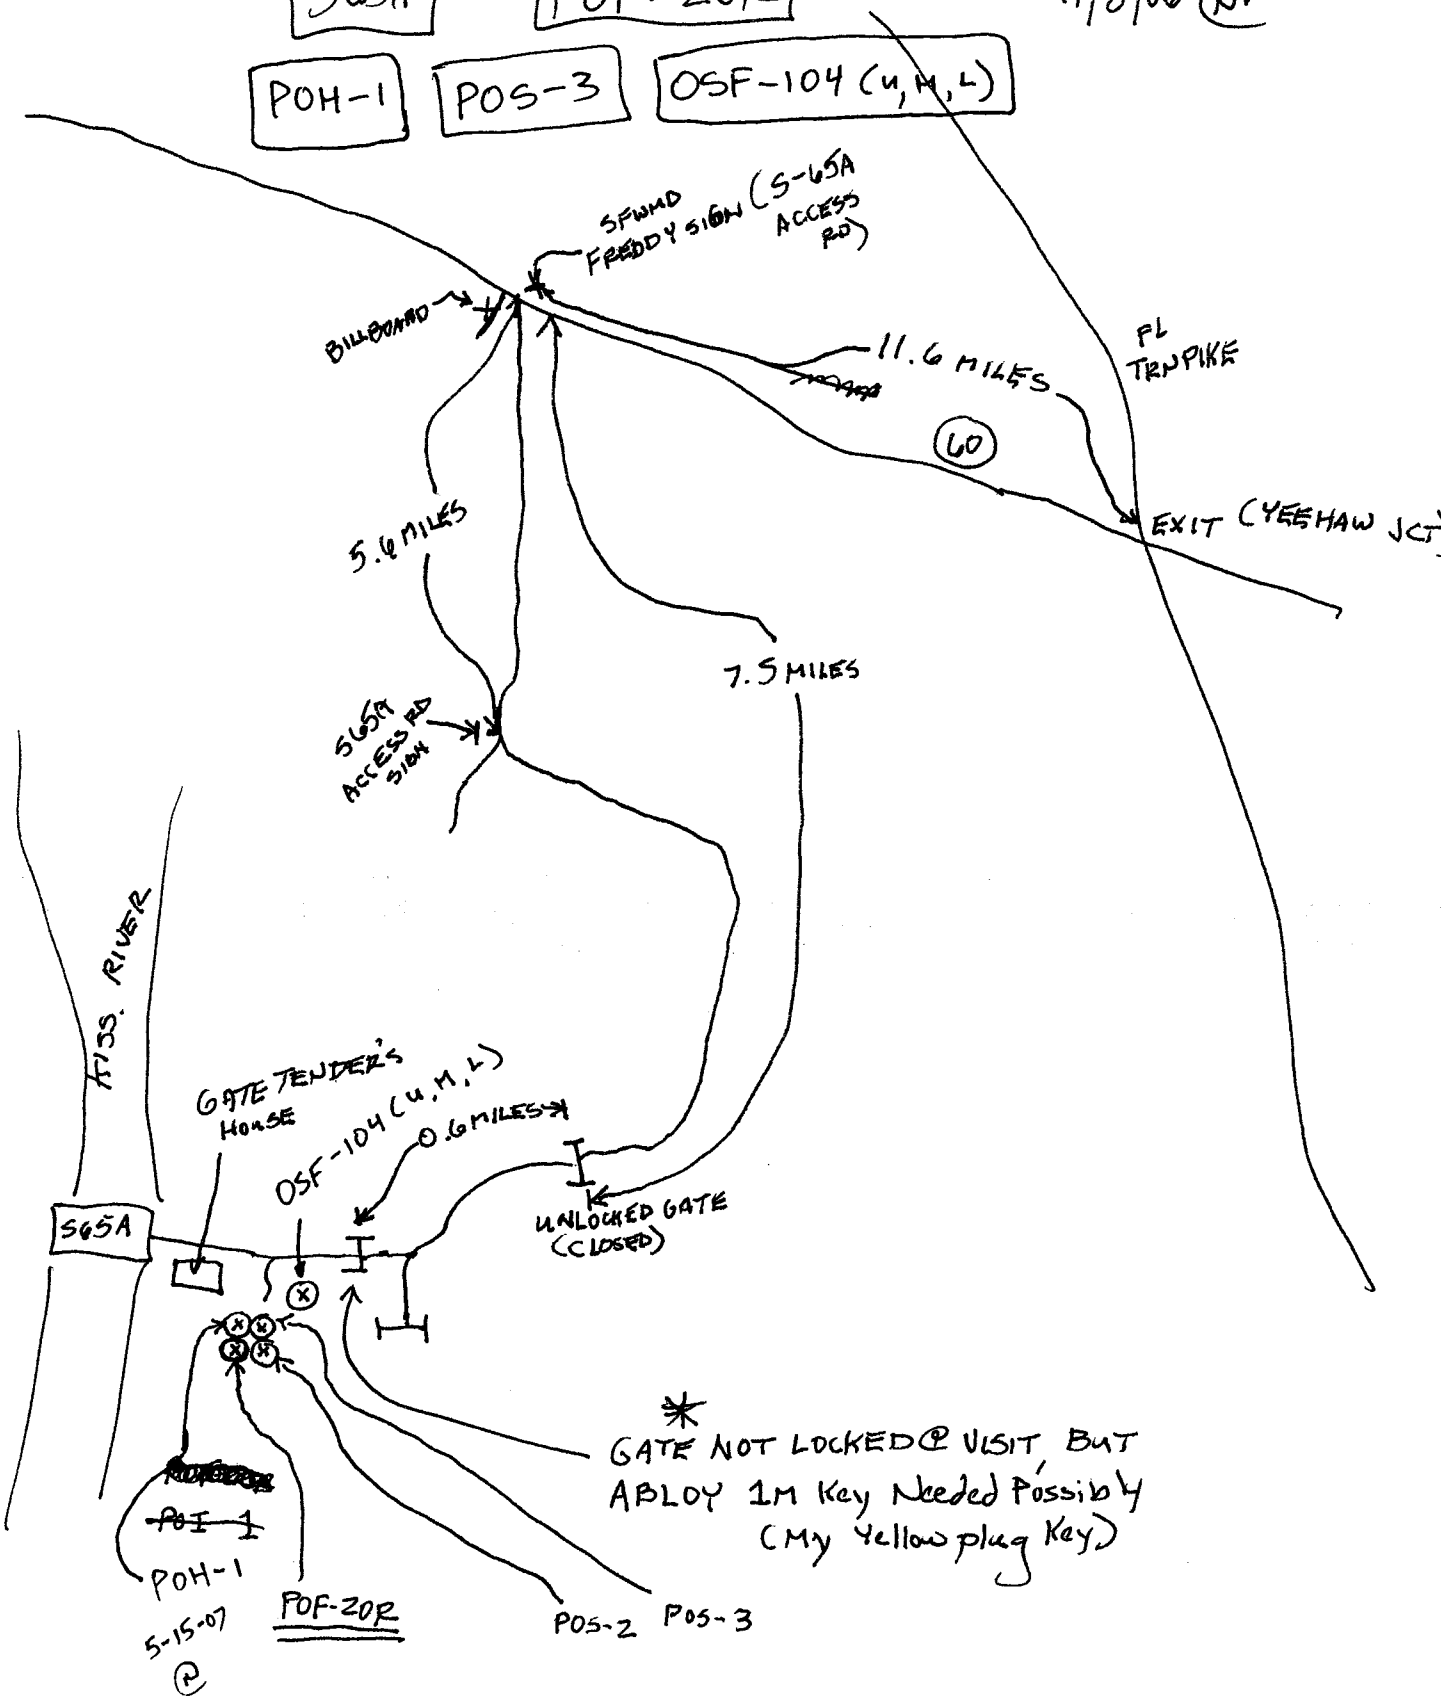 POH-1
POS-3
OSF-104 (U, M, L)
SFWMD
FREDDY SIGN (S-65A
ACCESS
RD)
BILLBOARD
11.6 MILES
FL
TRNPIKE
60
EXIT (YEEHAW JCT)
5.6 MILES
7.5 MILES
S65A
ACCESS RD
SIGN
KISS. RIVER
GATE TENDER'S
HOUSE
OSF-104 (U, M, L)
0.6 MILES
UNLOCKED GATE
(CLOSED)
S65A
*
GATE NOT LOCKED @ VISIT, BUT
ABLOY 1M Key Needed Possibly
(My Yellow plug Key)
POI-1
POH-1
5-15-07
POF-20R
POS-2
POS-3